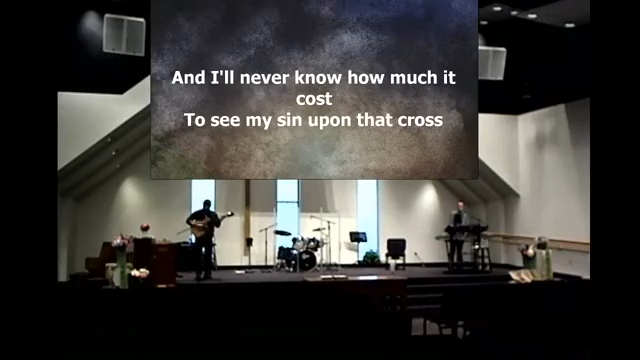 And I'll never know how much it
cost
To see my sin upon that cross